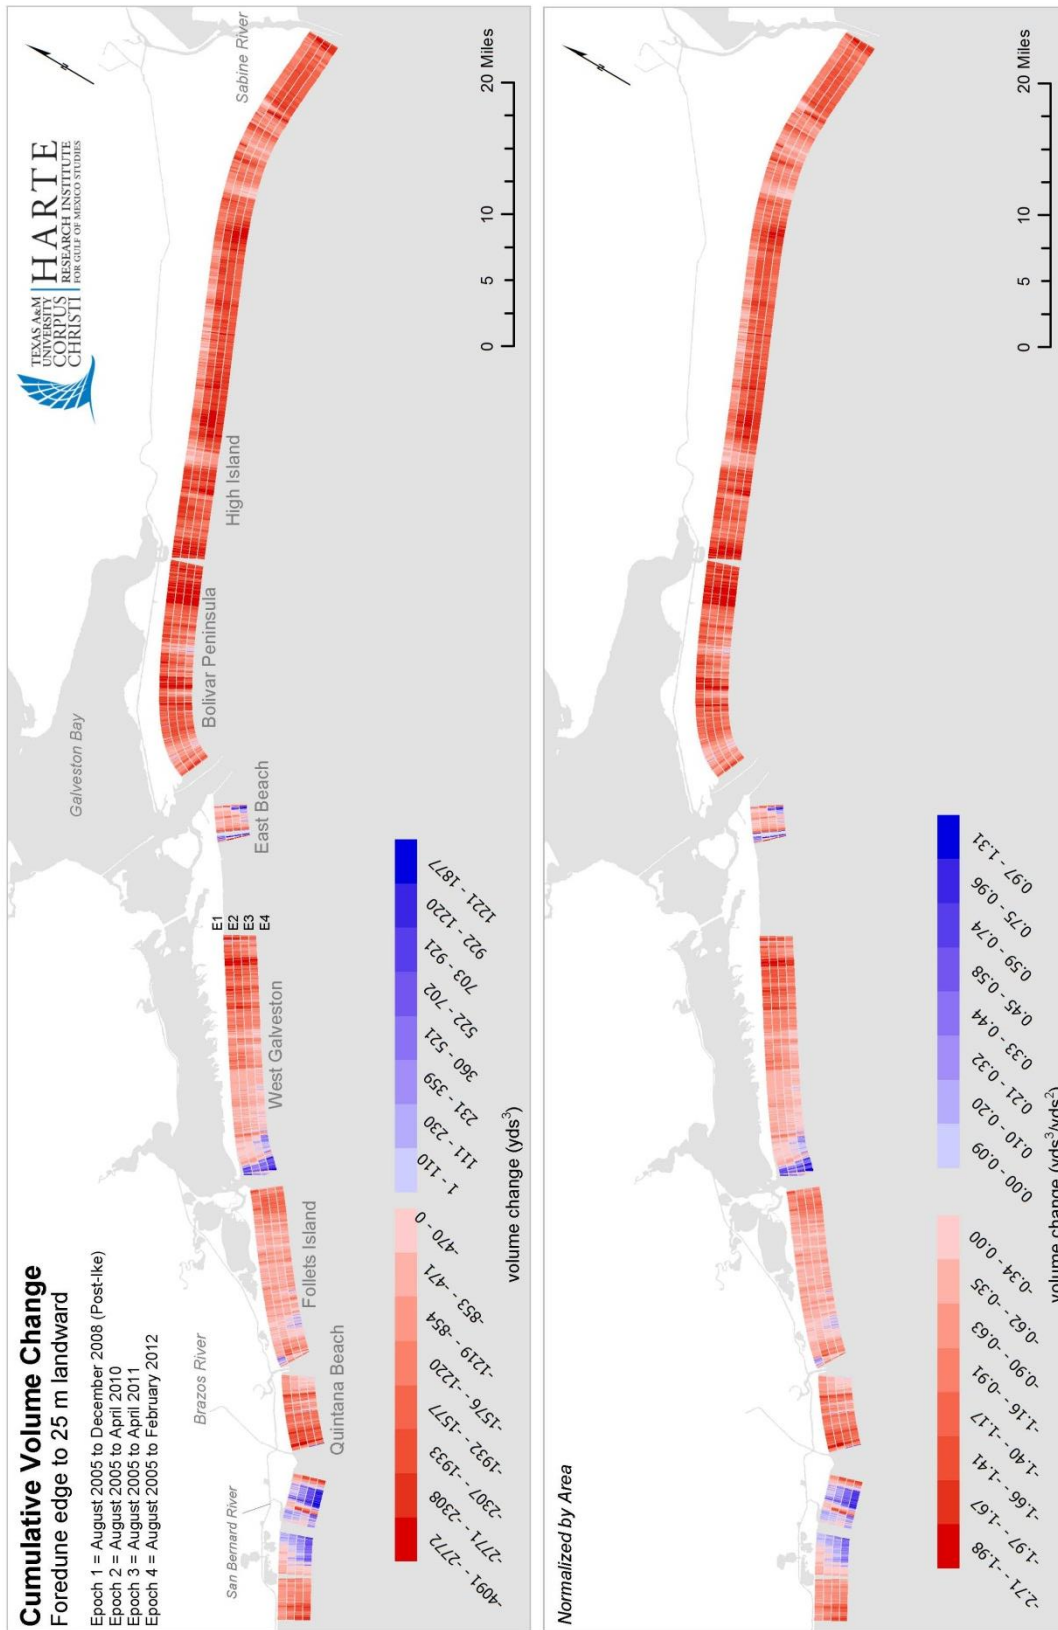 Cumulative Volume Change
Foredune edge to 25 m landward
Epoch 1 = August 2005 to December 2008 (Post-Ike)
Epoch 2 = August 2005 to April 2010
Epoch 3 = August 2005 to April 2011
Epoch 4 = August 2005 to February 2012
TEXAS A&M
UNIVERSITY
CORPUS
CHRISTI
HARTE
RESEARCH INSTITUTE
FOR GULF OF MEXICO STUDIES
N
Sabine River
Galveston Bay
Brazos River
San Bernard River
High Island
Bolivar Peninsula
East Beach
E1
E2
E3
E4
West Galveston
Follets Island
Quintana Beach
0 5 10 20 Miles
-4091 - -2772
-2771 - -2308
-2307 - -1933
-1932 - -1577
-1576 - -1220
-1219 - -854
-853 - -471
-470 - 0
1 - 110
111 - 230
231 - 359
360 - 521
522 - 702
703 - 921
922 - 1220
1221 - 1877
volume change (yds³)
Normalized by Area
N
0 5 10 20 Miles
-2.71 - -1.98
-1.97 - -1.67
-1.66 - -1.41
-1.40 - -1.17
-1.16 - -0.91
-0.90 - -0.63
-0.62 - -0.35
-0.34 - 0.00
0.00 - 0.09
0.10 - 0.20
0.21 - 0.32
0.33 - 0.44
0.45 - 0.58
0.59 - 0.74
0.75 - 0.96
0.97 - 1.31
volume change (yds³/yds²)